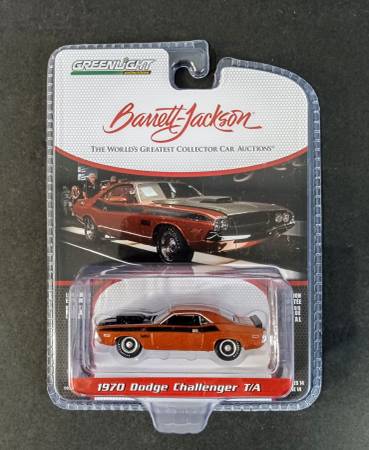 GREENLIGHT
Barrett-Jackson
THE WORLD'S GREATEST COLLECTOR CAR AUCTIONS
1970 Dodge Challenger T/A